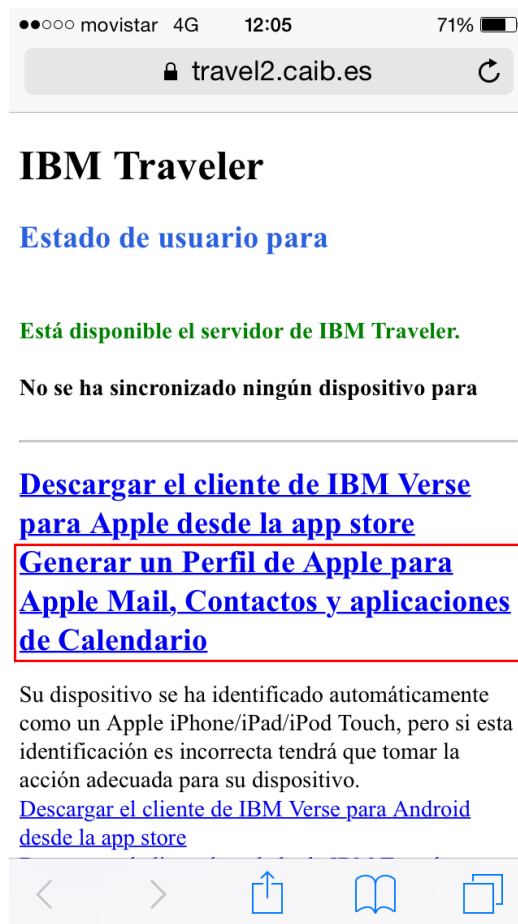 movistar 4G 12:05 71%
travel2.caib.es
IBM Traveler
Estado de usuario para
Está disponible el servidor de IBM Traveler.
No se ha sincronizado ningún dispositivo para
Descargar el cliente de IBM Verse
para Apple desde la app store
Generar un Perfil de Apple para
Apple Mail, Contactos y aplicaciones
de Calendario
Su dispositivo se ha identificado automáticamente
como un Apple iPhone/iPad/iPod Touch, pero si esta
identificación es incorrecta tendrá que tomar la
acción adecuada para su dispositivo.
Descargar el cliente de IBM Verse para Android
desde la app store